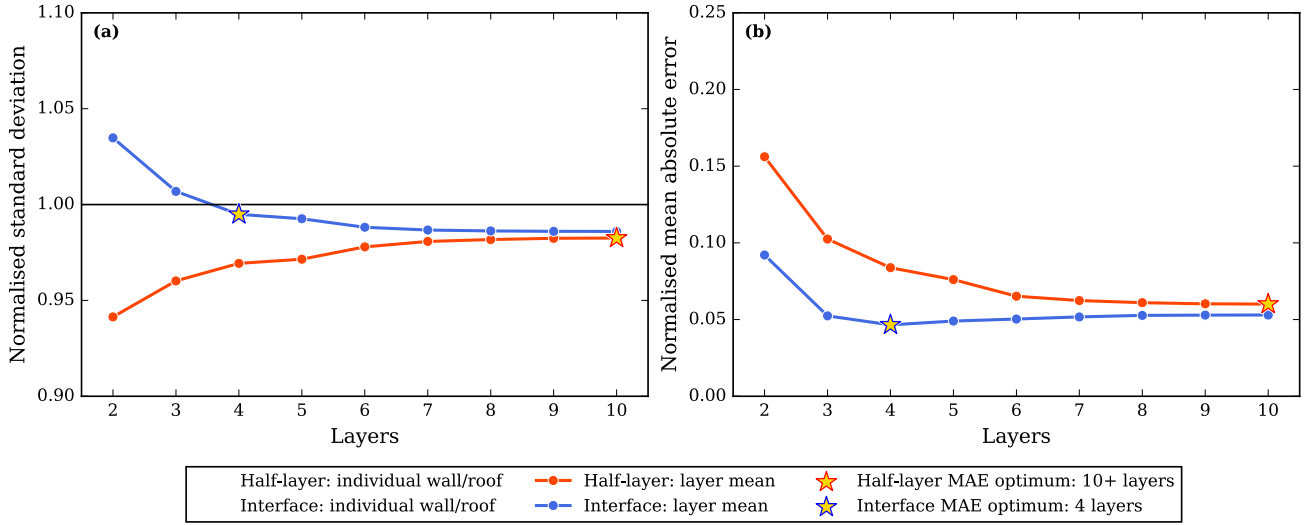 (a)
1.10
1.05
1.00
0.95
0.90
Normalised standard deviation
2 3 4 5 6 7 8 9 10
Layers
(b)
0.25
0.20
0.15
0.10
0.05
0.00
Normalised mean absolute error
2 3 4 5 6 7 8 9 10
Layers
Half-layer: individual wall/roof Half-layer: layer mean Half-layer MAE optimum: 10+ layers
Interface: individual wall/roof Interface: layer mean Interface MAE optimum: 4 layers